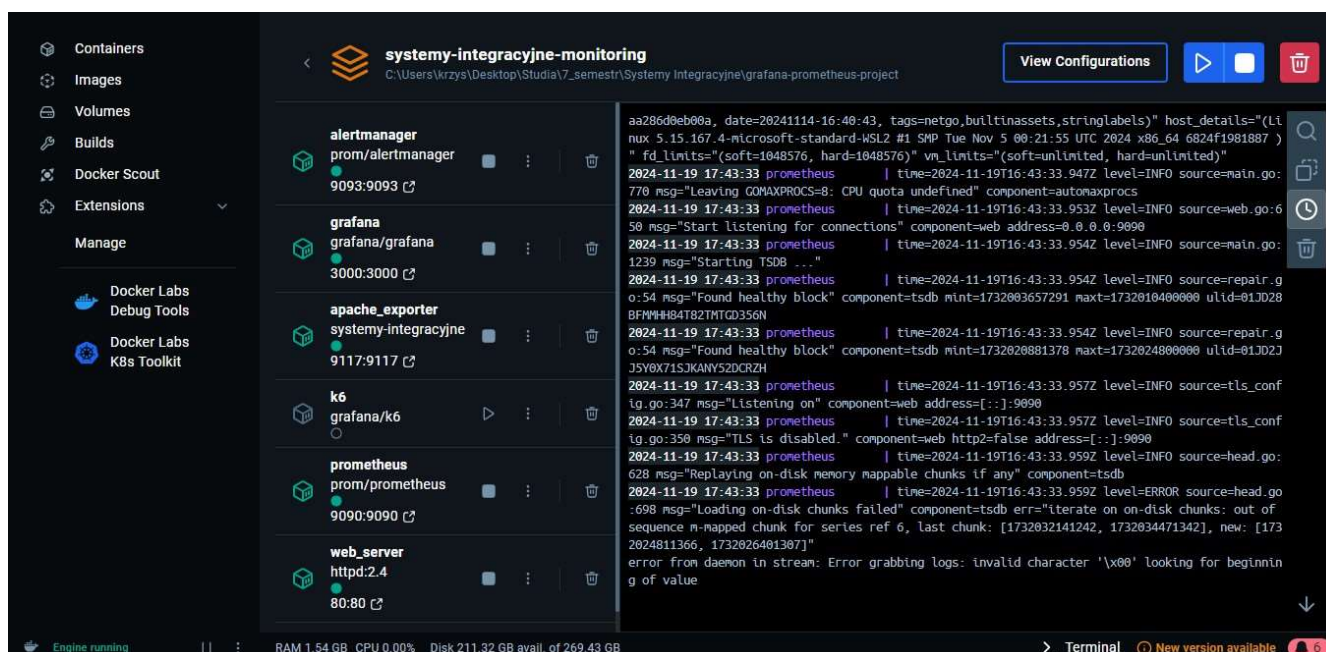 Containers
Images
Volumes
Builds
Docker Scout
Extensions
Manage
Docker Labs
Debug Tools
Docker Labs
K8s Toolkit
systemy-integracyjne-monitoring
C:\Users\krzys\Desktop\Studia\7_semestr\Systemy Integracyjne\grafana-prometheus-project
View Configurations
alertmanager
prom/alertmanager
9093:9093
grafana
grafana/grafana
3000:3000
apache_exporter
systemy-integracyjne
9117:9117
k6
grafana/k6
prometheus
prom/prometheus
9090:9090
web_server
httpd:2.4
80:80
aa286d0eb00a, date=20241114-16:40:43, tags=netgo,builtinassets,stringlabels)" host_details="(Li
nux 5.15.167.4-microsoft-standard-WSL2 #1 SMP Tue Nov 5 00:21:55 UTC 2024 x86_64 6824f1981887 )
" fd_limits="(soft=1048576, hard=1048576)" vm_limits="(soft=unlimited, hard=unlimited)"
2024-11-19 17:43:33 prometheus | time=2024-11-19T16:43:33.947Z level=INFO source=main.go:
770 msg="Leaving GOMAXPROCS=8: CPU quota undefined" component=automaxprocs
2024-11-19 17:43:33 prometheus | time=2024-11-19T16:43:33.953Z level=INFO source=web.go:6
50 msg="Start listening for connections" component=web address=0.0.0.0:9090
2024-11-19 17:43:33 prometheus | time=2024-11-19T16:43:33.954Z level=INFO source=main.go:
1239 msg="Starting TSDB ..."
2024-11-19 17:43:33 prometheus | time=2024-11-19T16:43:33.954Z level=INFO source=repair.g
o:54 msg="Found healthy block" component=tsdb mint=1732003657291 maxt=1732010400000 ulid=01JD28
BFMMHH84T82TMTGD356N
2024-11-19 17:43:33 prometheus | time=2024-11-19T16:43:33.954Z level=INFO source=repair.g
o:54 msg="Found healthy block" component=tsdb mint=1732020881378 maxt=1732024800000 ulid=01JD2J
J5Y0X71SJKANY52DCRZH
2024-11-19 17:43:33 prometheus | time=2024-11-19T16:43:33.957Z level=INFO source=tls_conf
ig.go:347 msg="Listening on" component=web address=[::]:9090
2024-11-19 17:43:33 prometheus | time=2024-11-19T16:43:33.957Z level=INFO source=tls_conf
ig.go:350 msg="TLS is disabled." component=web http2=false address=[::]:9090
2024-11-19 17:43:33 prometheus | time=2024-11-19T16:43:33.959Z level=INFO source=head.go:
628 msg="Replaying on-disk memory mappable chunks if any" component=tsdb
2024-11-19 17:43:33 prometheus | time=2024-11-19T16:43:33.959Z level=ERROR source=head.go
:698 msg="Loading on-disk chunks failed" component=tsdb err="iterate on on-disk chunks: out of
sequence m-mapped chunk for series ref 6, last chunk: [1732032141242, 1732034471342], new: [173
2024811366, 1732026401307]"
error from daemon in stream: Error grabbing logs: invalid character '\x00' looking for beginnin
g of value
Engine running
RAM 1.54 GB CPU 0.00% Disk 211.32 GB avail. of 269.43 GB
Terminal
New version available
6